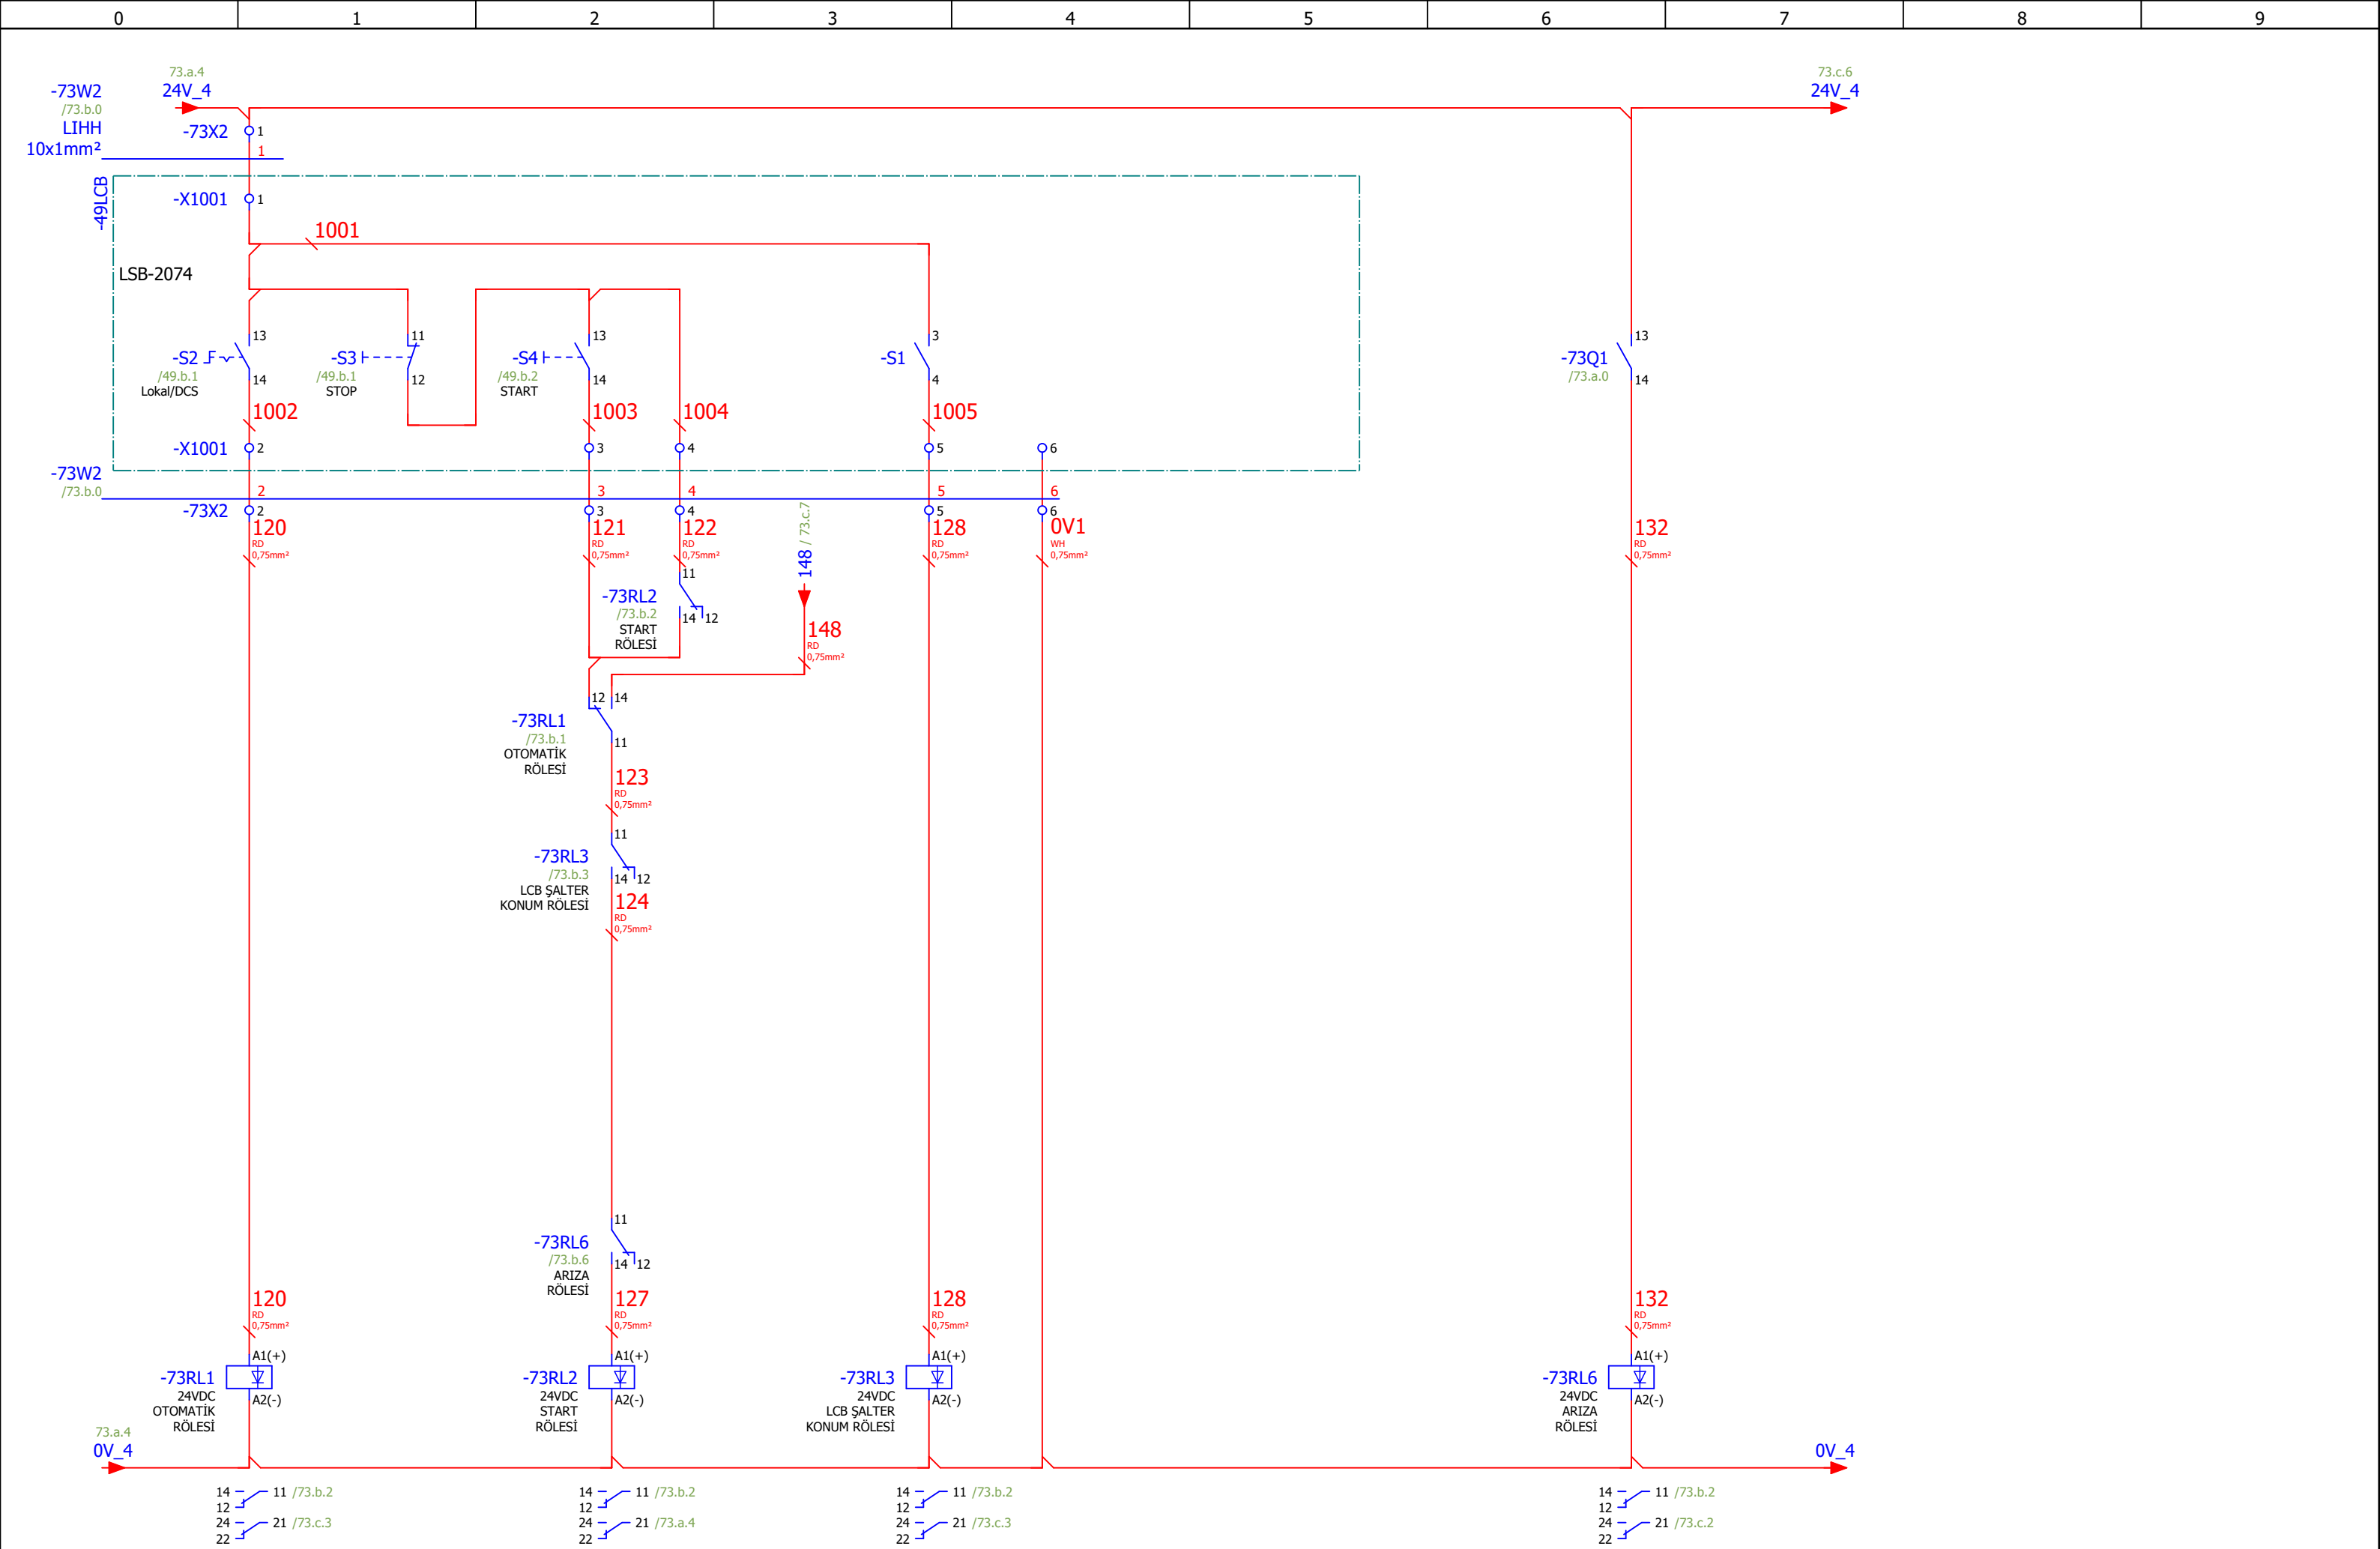 0 1 2 3 4 5 6 7 8 9
73.a.4
24V_4
73.c.6
24V_4
-73W2
/73.b.0
LIHH
10x1mm²
-73X2 1
1
-49LCB
-X1001 1
1001
LSB-2074
13 11 13 3 13
-S2 -S3 -S4 -S1 -73Q1
/49.b.1 /49.b.1 /49.b.2 /73.a.0
Lokal/DCS STOP START
14 12 14 4 14
1002 1003 1004 1005
-X1001 2 3 4 5 6
-73W2
/73.b.0
2 3 4 5 6
-73X2 2 3 4 5 6
120 121 122 128 0V1 132
RD RD RD RD WH RD
0,75mm² 0,75mm² 0,75mm² 0,75mm² 0,75mm² 0,75mm²
148 / 73.c.7
11
-73RL2
/73.b.2
14 12
START
RÖLESİ
148
RD
0,75mm²
12 14
-73RL1
/73.b.1
11
OTOMATİK
RÖLESİ
123
RD
0,75mm²
11
-73RL3
/73.b.3
14 12
LCB ŞALTER
KONUM RÖLESİ
124
RD
0,75mm²
11
-73RL6
/73.b.6
14 12
ARIZA
RÖLESİ
120 127 128 132
RD RD RD RD
0,75mm² 0,75mm² 0,75mm² 0,75mm²
A1(+) A1(+) A1(+) A1(+)
-73RL1 -73RL2 -73RL3 -73RL6
24VDC 24VDC 24VDC 24VDC
A2(-) A2(-) A2(-) A2(-)
OTOMATİK START LCB ŞALTER ARIZA
RÖLESİ RÖLESİ KONUM RÖLESİ RÖLESİ
73.a.4
0V_4 0V_4
14 11 /73.b.2 14 11 /73.b.2 14 11 /73.b.2 14 11 /73.b.2
12 12 12 12
24 21 /73.c.3 24 21 /73.a.4 24 21 /73.c.3 24 21 /73.c.2
22 22 22 22